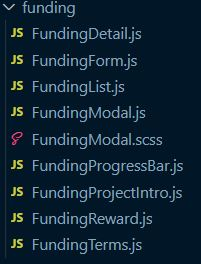 funding
JS FundingDetail.js
JS FundingForm.js
JS FundingList.js
JS FundingModal.js
FundingModal.scss
JS FundingProgressBar.js
JS FundingProjectIntro.js
JS FundingReward.js
JS FundingTerms.js